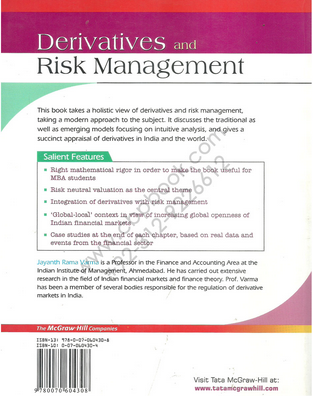 Derivatives and
Risk Management
This book takes a holistic view of derivatives and risk management,
taking a modern approach to the subject. It discusses the traditional as
well as emerging models focusing on intuitive analysis, and gives a
succinct appraisal of derivatives in India and the world.
Salient Features
Right mathematical rigor in order to make the book useful for
MBA students
Risk neutral valuation as the central theme
Integration of derivatives with risk management
'Global-local' context in view of increasing global openness of
Indian financial markets
Case studies at the end of each chapter, based on real data and
events from the financial sector
Jayanth Rama Varma is a Professor in the Finance and Accounting Area at the
Indian Institute of Management, Ahmedabad. He has carried out extensive
research in the field of Indian financial markets and finance theory. Prof. Varma
has been a member of several bodies responsible for the regulation of derivative
markets in India.
The McGraw-Hill Companies
ISBN-13: 978-0-07-060430-8
ISBN-10: 0-07-060430-4
9780070604308
Visit Tata McGraw-Hill at:
www.tatamcgrawhill.com